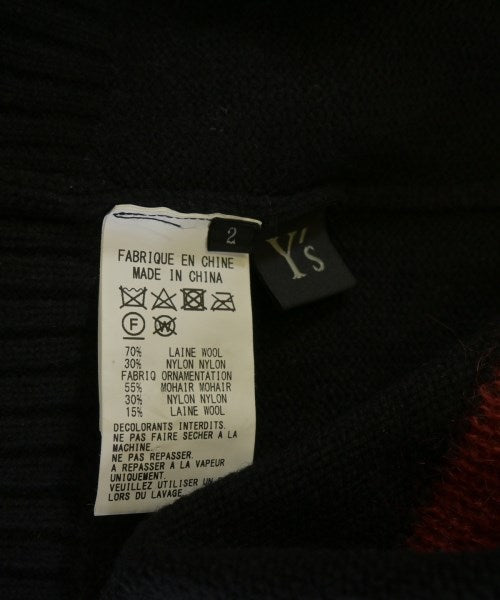 2
Y's
FABRIQUE EN CHINE
MADE IN CHINA
F W
70% LAINE WOOL
30% NYLON NYLON
FABRIQ ORNAMENTATION
55% MOHAIR MOHAIR
30% NYLON NYLON
15% LAINE WOOL
DECOLORANTS INTERDITS.
NE PAS FAIRE SECHER A LA
MACHINE.
NE PAS REPASSER.
A REPASSER A LA VAPEUR
UNIQUEMENT.
VEUILLEZ UTILISER UN
LORS DU LAVAGE